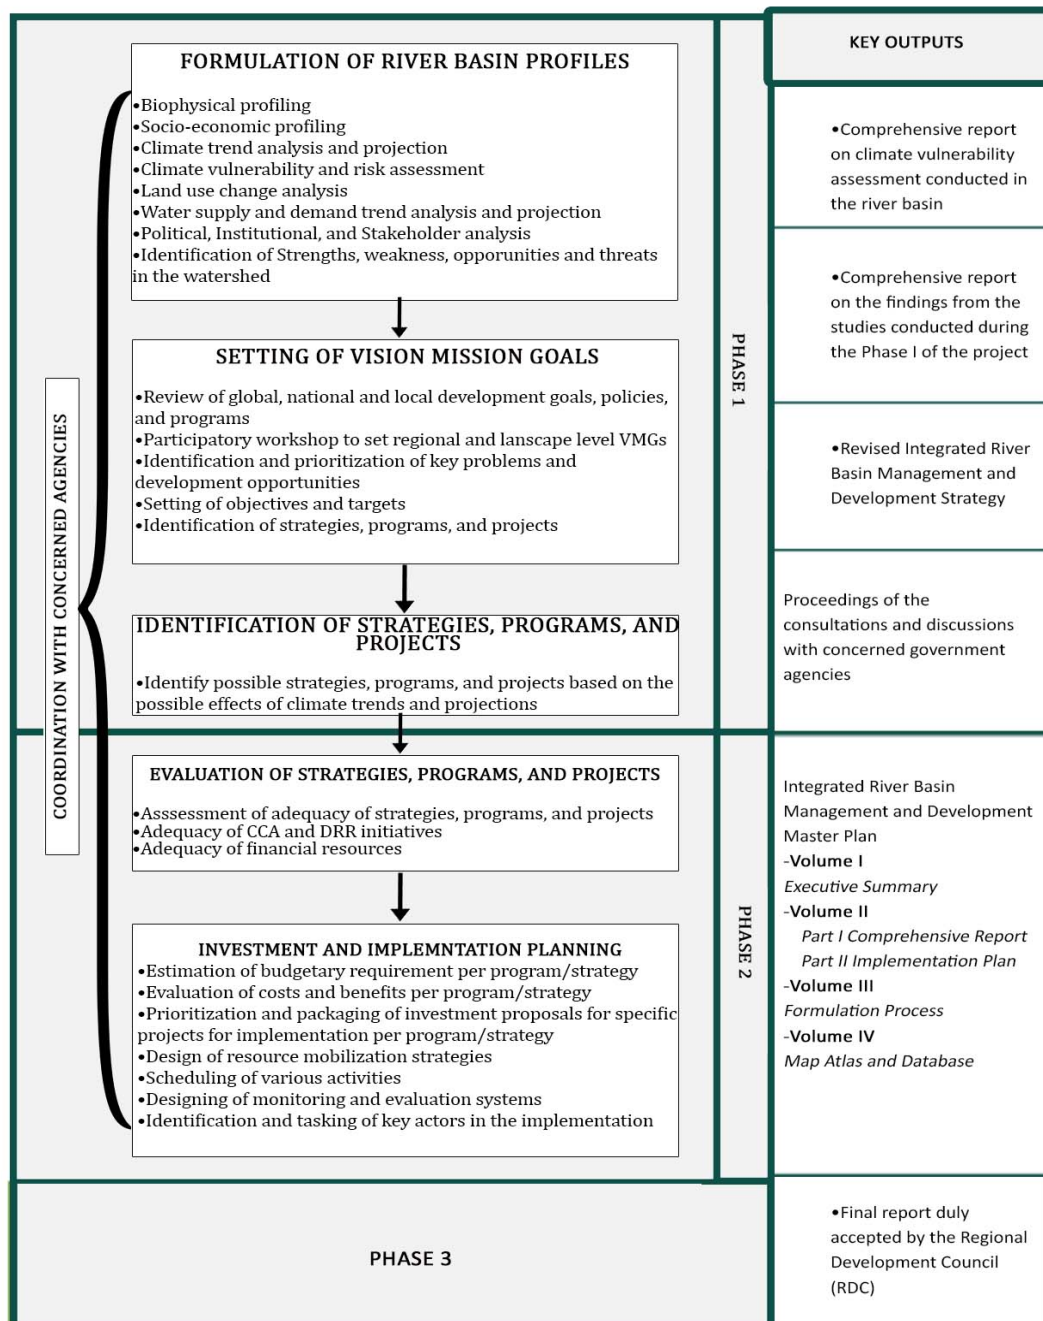 COORDINATION WITH CONCERNED AGENCIES
FORMULATION OF RIVER BASIN PROFILES
•Biophysical profiling
•Socio-economic profiling
•Climate trend analysis and projection
•Climate vulnerability and risk assessment
•Land use change analysis
•Water supply and demand trend analysis and projection
•Political, Institutional, and Stakeholder analysis
•Identification of Strengths, weakness, opporunities and threats
in the watershed
SETTING OF VISION MISSION GOALS
•Review of global, national and local development goals, policies,
and programs
•Participatory workshop to set regional and lanscape level VMGs
•Identification and prioritization of key problems and
development opportunities
•Setting of objectives and targets
•Identification of strategies, programs, and projects
IDENTIFICATION OF STRATEGIES, PROGRAMS, AND
PROJECTS
•Identify possible strategies, programs, and projects based on the
possible effects of climate trends and projections
PHASE 1
EVALUATION OF STRATEGIES, PROGRAMS, AND PROJECTS
•Asssessment of adequacy of strategies, programs, and projects
•Adequacy of CCA and DRR initiatives
•Adequacy of financial resources
INVESTMENT AND IMPLEMNTATION PLANNING
•Estimation of budgetary requirement per program/strategy
•Evaluation of costs and benefits per program/strategy
•Prioritization and packaging of investment proposals for specific
projects for implementation per program/strategy
•Design of resource mobilization strategies
•Scheduling of various activities
•Designing of monitoring and evaluation systems
•Identification and tasking of key actors in the implementation
PHASE 2
PHASE 3
KEY OUTPUTS
•Comprehensive report
on climate vulnerability
assessment conducted in
the river basin
•Comprehensive report
on the findings from the
studies conducted during
the Phase I of the project
•Revised Integrated River
Basin Management and
Development Strategy
Proceedings of the
consultations and discussions
with concerned government
agencies
Integrated River Basin
Management and Development
Master Plan
-Volume I
Executive Summary
-Volume II
Part I Comprehensive Report
Part II Implementation Plan
-Volume III
Formulation Process
-Volume IV
Map Atlas and Database
•Final report duly
accepted by the Regional
Development Council
(RDC)